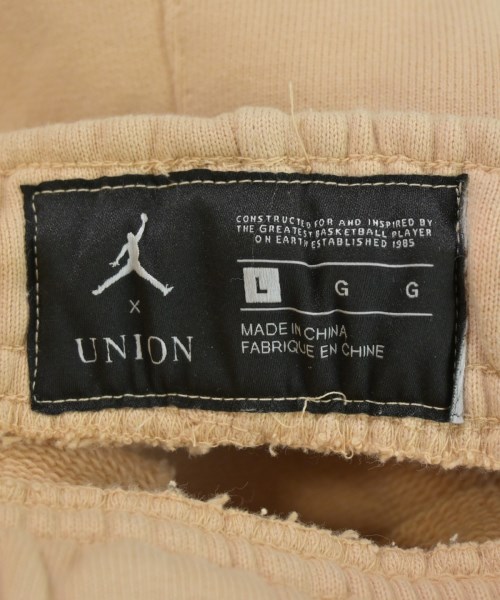 CONSTRUCTED FOR AND INSPIRED BY
THE GREATEST BASKETBALL PLAYER
ON EARTH ESTABLISHED 1985
L G G
MADE IN CHINA
FABRIQUE EN CHINE
X
UNION